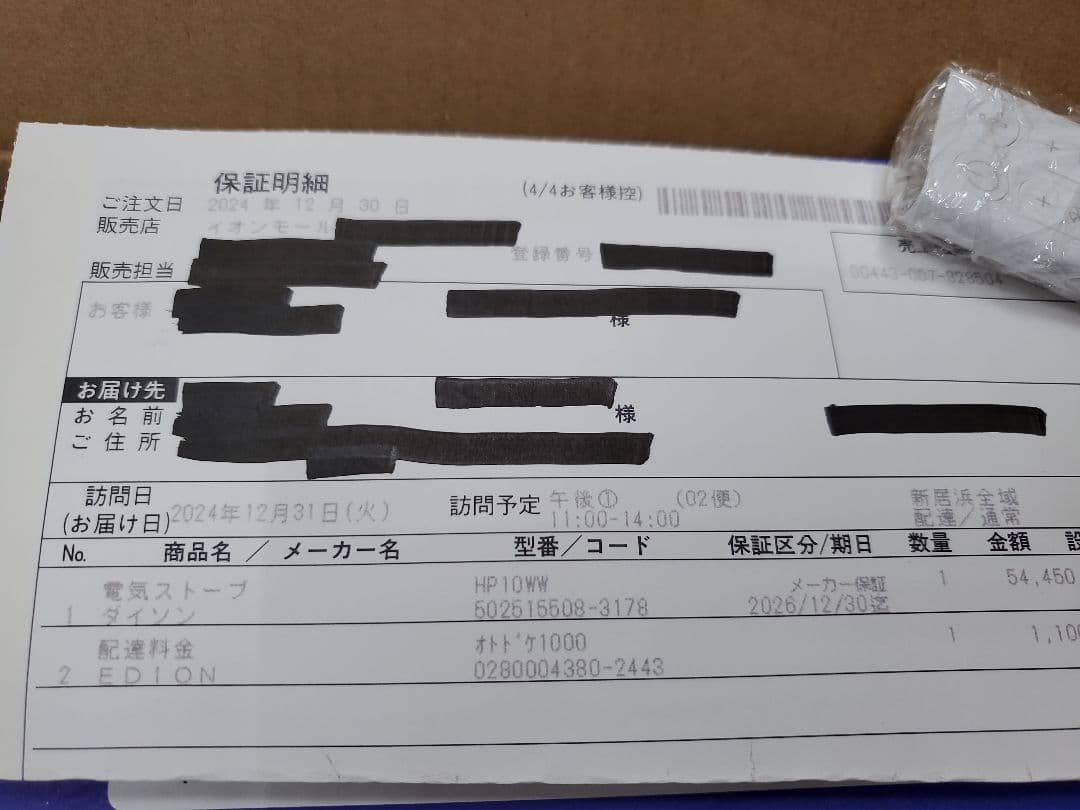 保証明細
(4/4お客様控)
ご注文日 2024 年 12 月 30 日
販売店 イオンモール
登録番号
販売担当
お客様
様
お届け先
お名前 様
ご住所
訪問日 訪問予定 午後① (02便) 新居浜全域
(お届け日) 2024年12月31日(火) 11:00-14:00 配達/通常
No. 商品名 / メーカー名 型番/コード 保証区分/期日 数量 金額
電気ストーブ HP10WW メーカー保証 1 54,450
1 ダイソン 502515508-3178 2026/12/30迄
配達料金 オトドケ1000 1 1,10
2 EDION 0280004380-2443